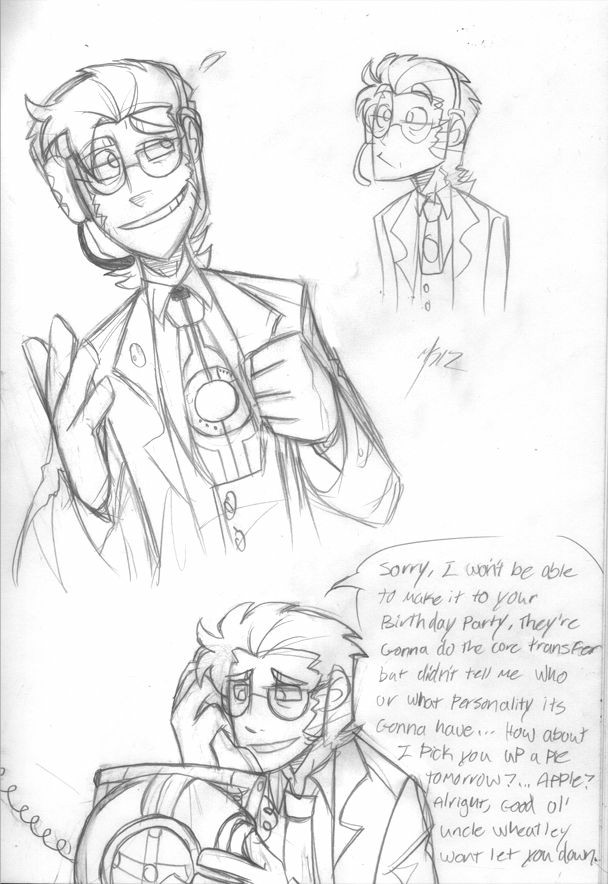 Sorry, I won't be able
to make it to your
Birthday Party, They're
Gonna do the core transfer
but didn't tell me who
or what Personality its
Gonna have... How about
I Pick you up a Pie
tomorrow?... Apple?
Alright, Good ol'
uncle Wheatley
wont let you down.